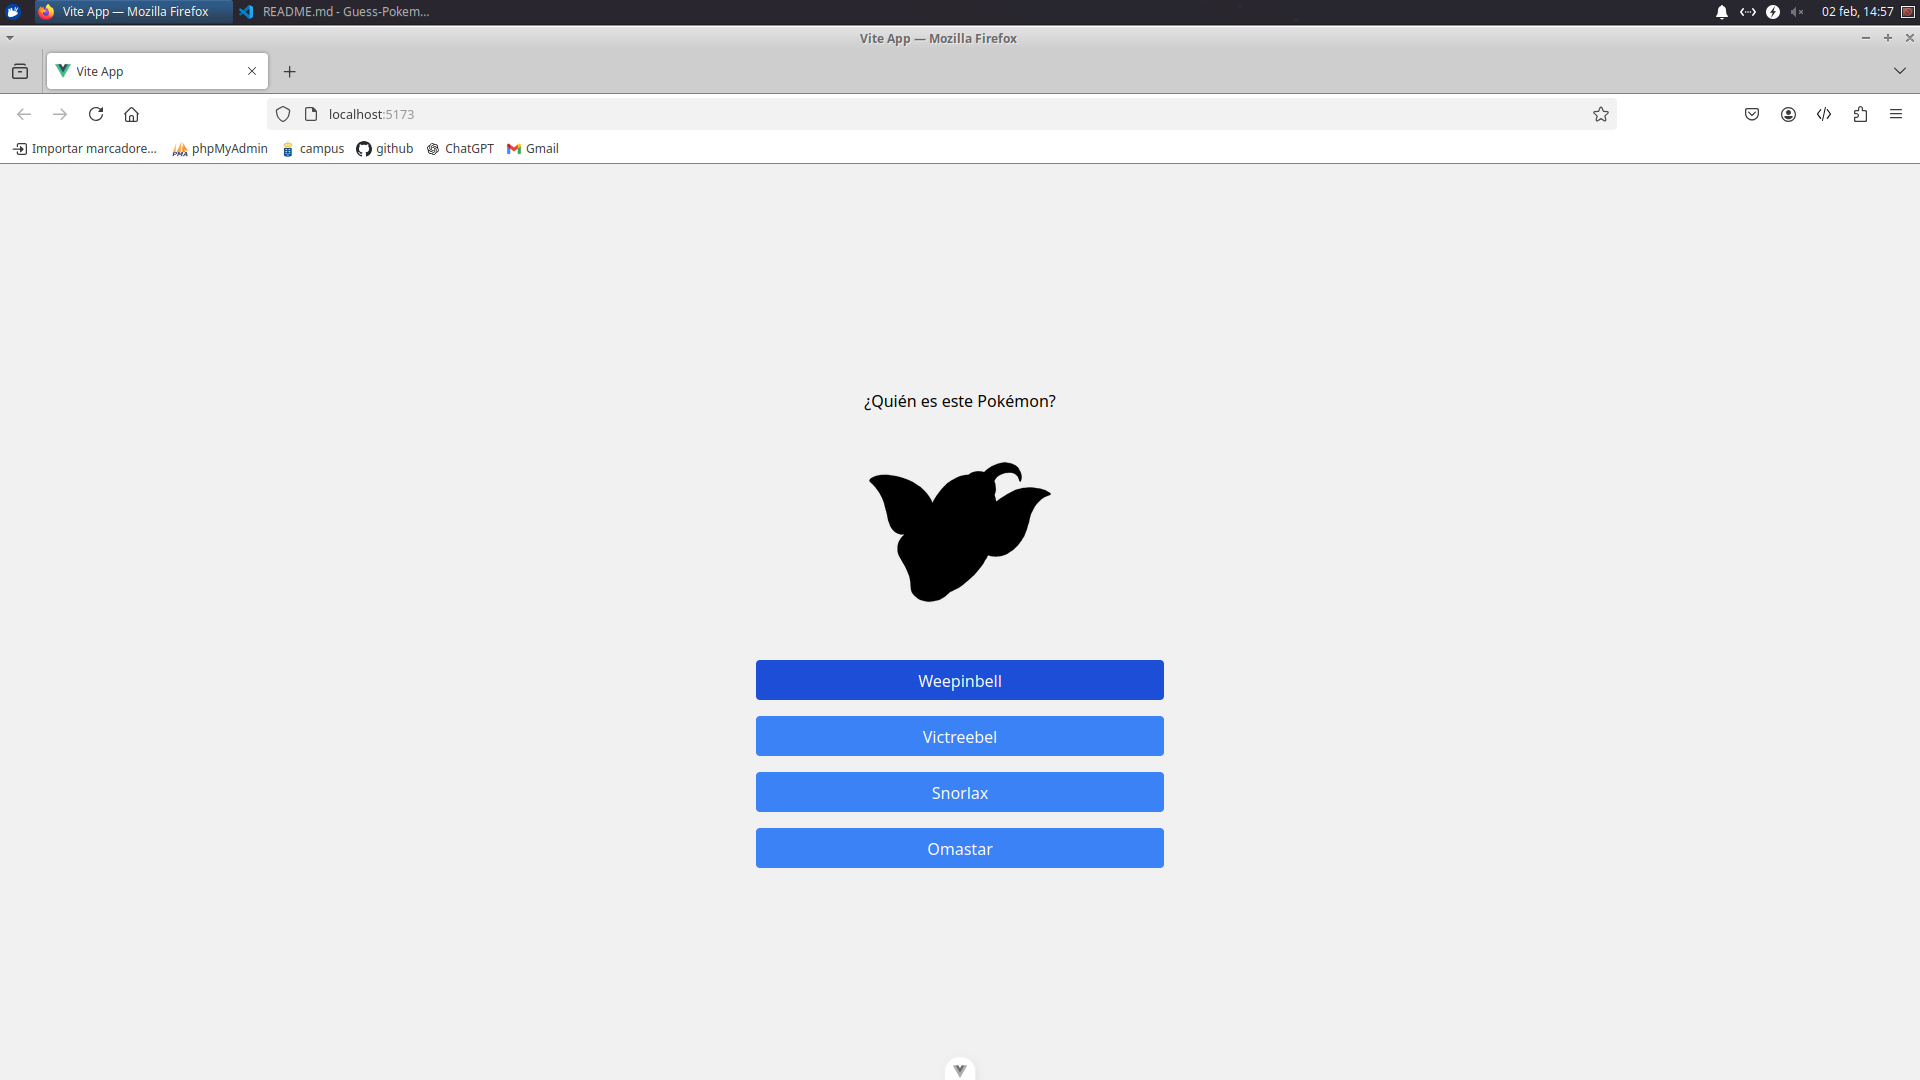 Vite App — Mozilla Firefox
README.md - Guess-Pokem...
02 feb, 14:57
Vite App — Mozilla Firefox
Vite App
localhost:5173
Importar marcadore...
phpMyAdmin
campus
github
ChatGPT
Gmail
¿Quién es este Pokémon?
Weepinbell
Victreebel
Snorlax
Omastar